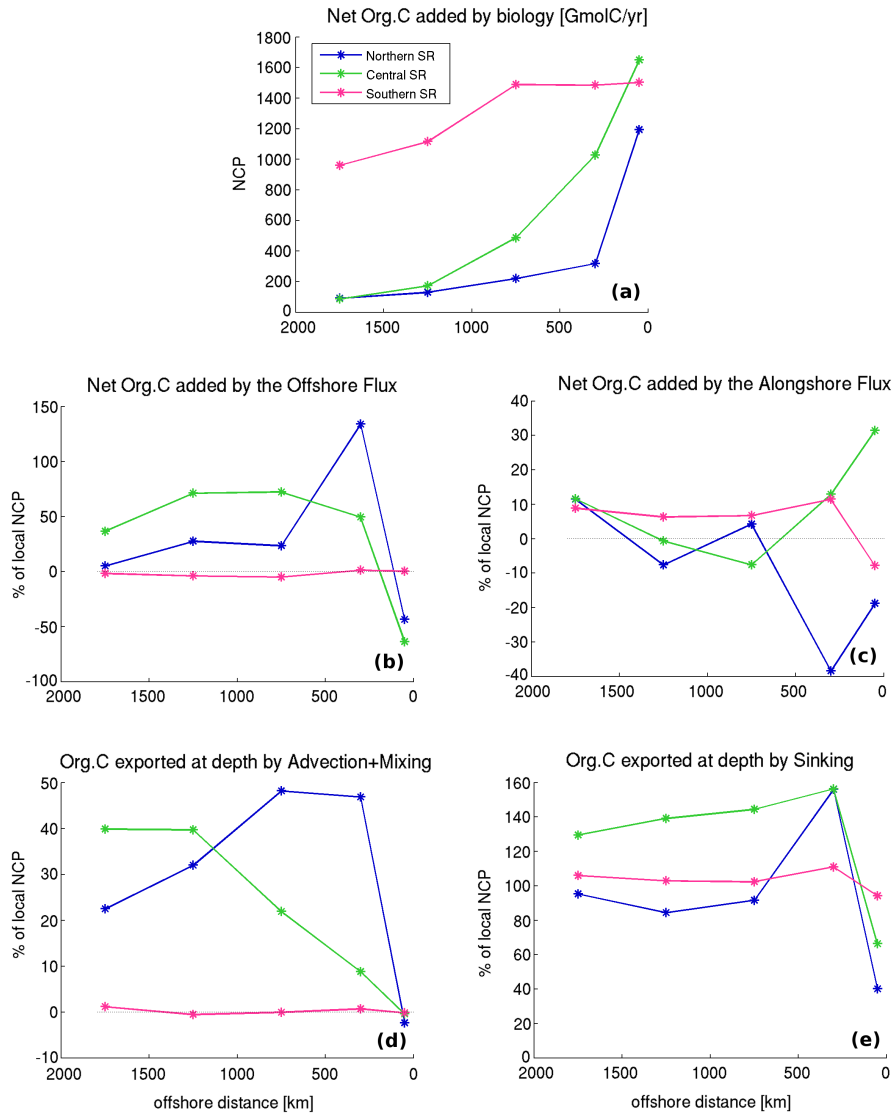 Net Org.C added by biology [GmolC/yr]
1800
1600
1400
1200
1000
800
600
400
200
0
NCP
Northern SR
Central SR
Southern SR
(a)
2000 1500 1000 500 0
Net Org.C added by the Offshore Flux
150
100
50
0
-50
-100
% of local NCP
(b)
2000 1500 1000 500 0
Net Org.C added by the Alongshore Flux
40
30
20
10
0
-10
-20
-30
-40
% of local NCP
(c)
2000 1500 1000 500 0
Org.C exported at depth by Advection+Mixing
50
40
30
20
10
0
-10
% of local NCP
(d)
2000 1500 1000 500 0
offshore distance [km]
Org.C exported at depth by Sinking
160
140
120
100
80
60
40
20
0
% of local NCP
(e)
2000 1500 1000 500 0
offshore distance [km]